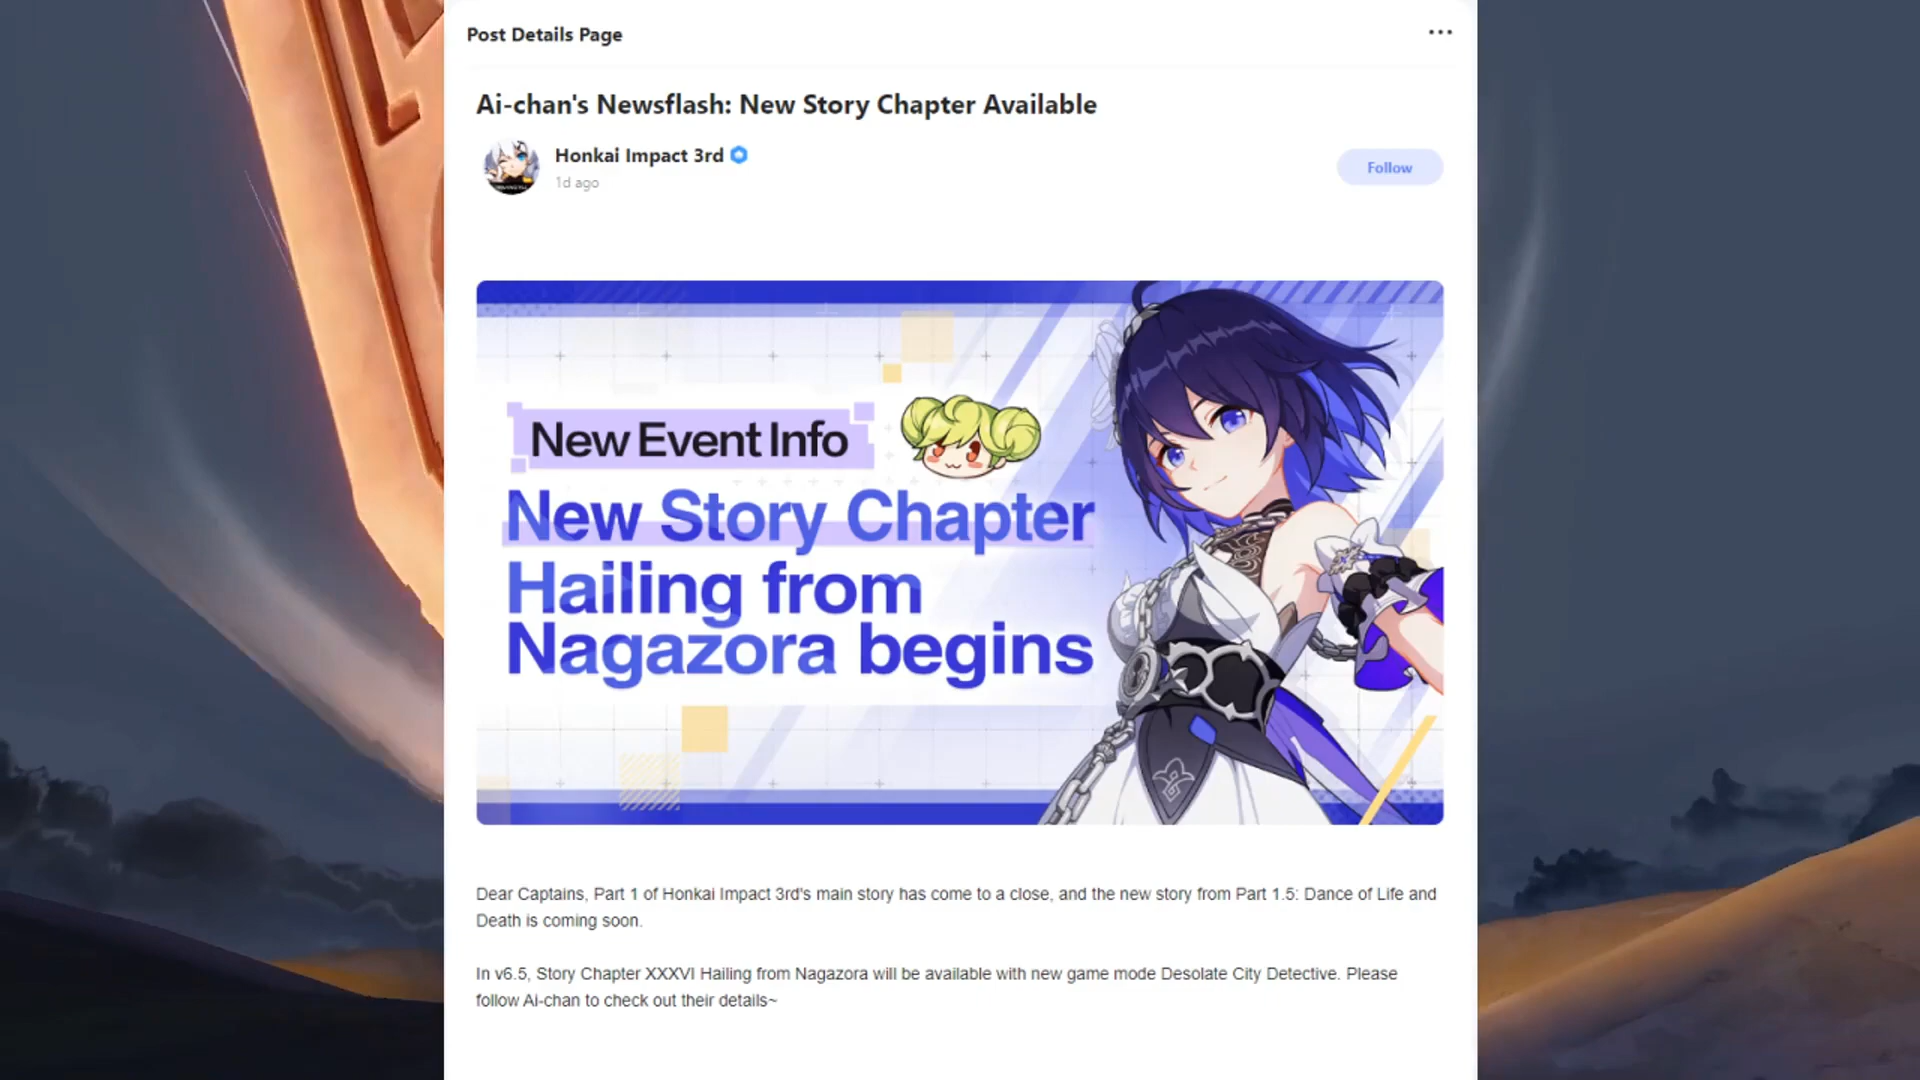 Post Details Page
Ai-chan's Newsflash: New Story Chapter Available
Honkai Impact 3rd
1d ago
Follow
New Event Info
New Story Chapter
Hailing from
Nagazora begins
Dear Captains, Part 1 of Honkai Impact 3rd's main story has come to a close, and the new story from Part 1.5: Dance of Life and
Death is coming soon.
In v6.5, Story Chapter XXXVI Hailing from Nagazora will be available with new game mode Desolate City Detective. Please
follow Ai-chan to check out their details~